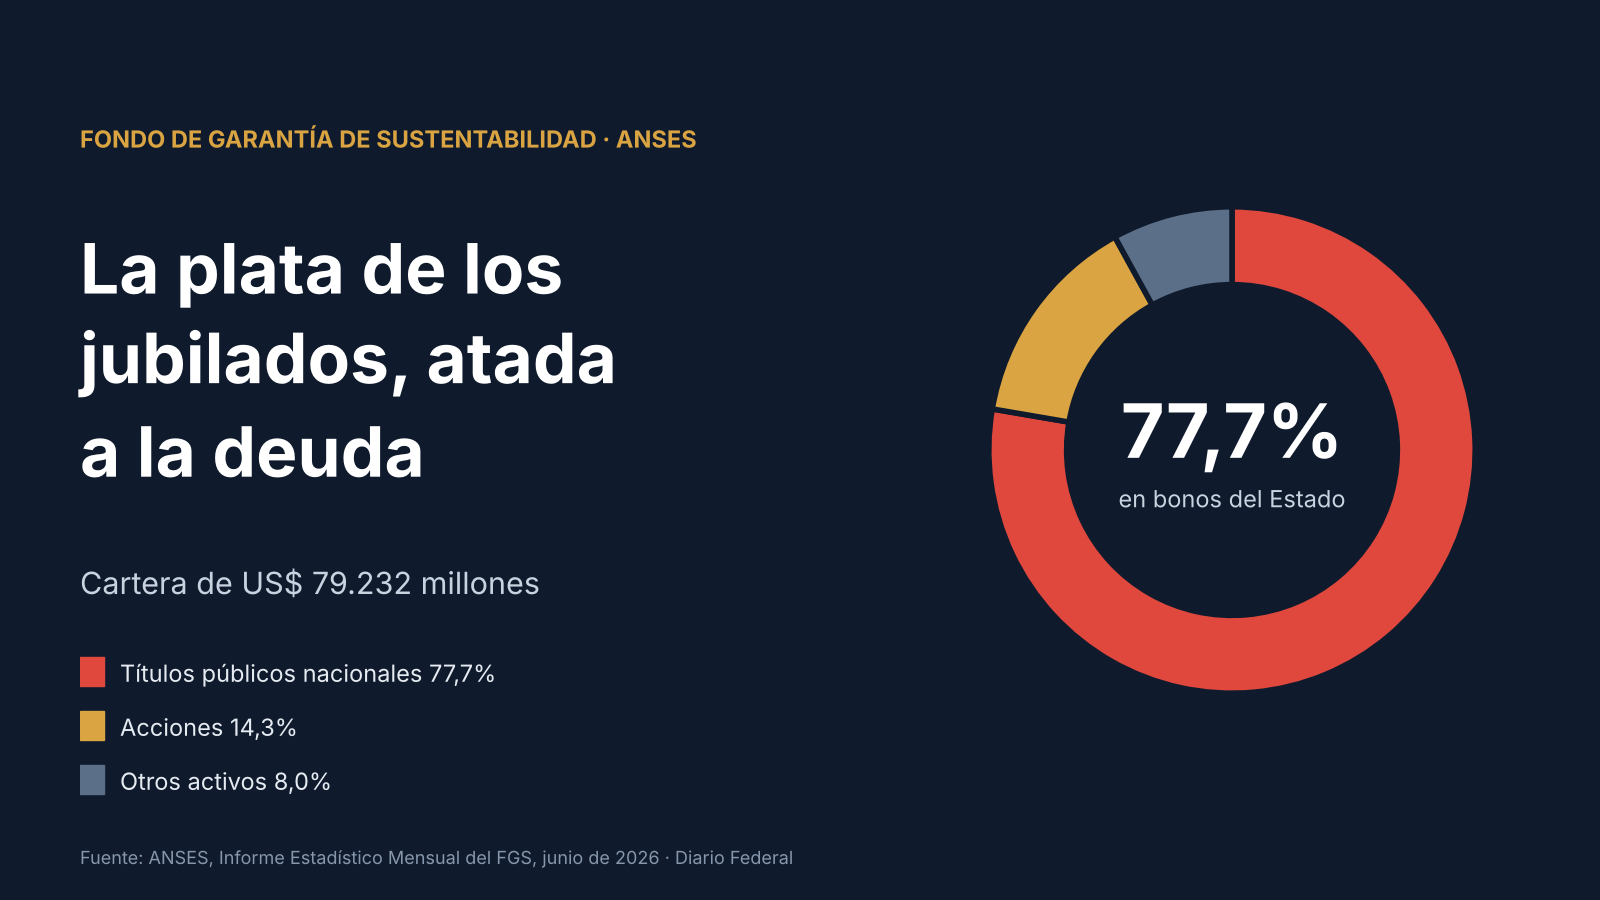 FONDO DE GARANTÍA DE SUSTENTABILIDAD · ANSES
La plata de los
jubilados, atada
a la deuda
Cartera de US$ 79.232 millones
Títulos públicos nacionales 77,7%
Acciones 14,3%
Otros activos 8,0%
77,7%
en bonos del Estado
Fuente: ANSES, Informe Estadístico Mensual del FGS, junio de 2026 · Diario Federal